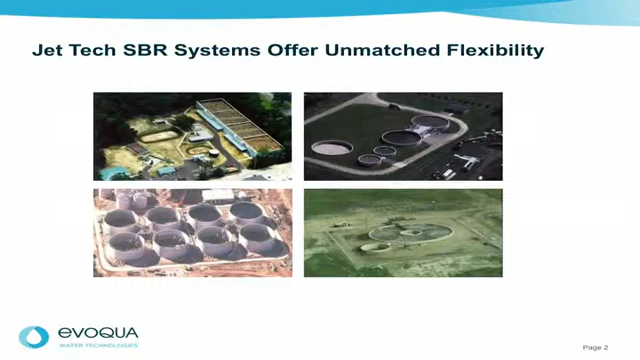 Jet Tech SBR Systems Offer Unmatched Flexibility
evoqua
WATER TECHNOLOGIES
Page 2